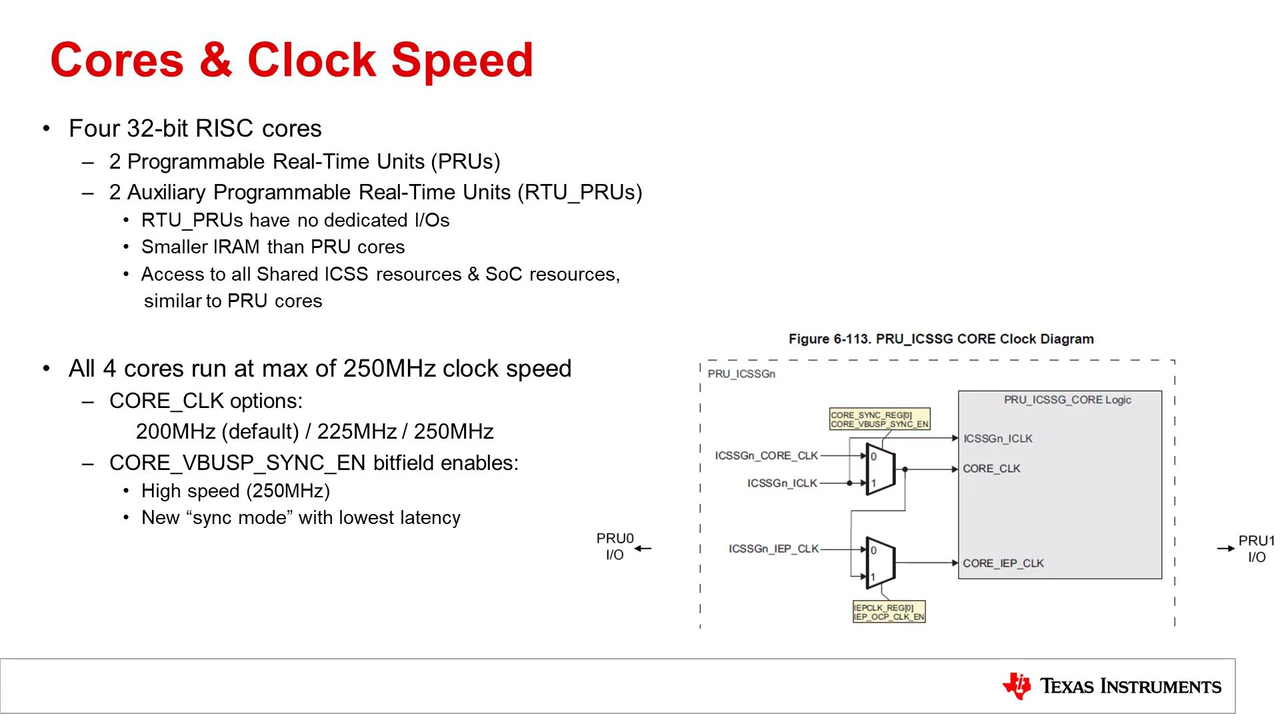 Cores & Clock Speed
• Four 32-bit RISC cores
– 2 Programmable Real-Time Units (PRUs)
– 2 Auxiliary Programmable Real-Time Units (RTU_PRUs)
• RTU_PRUs have no dedicated I/Os
• Smaller IRAM than PRU cores
• Access to all Shared ICSS resources & SoC resources,
similar to PRU cores
• All 4 cores run at max of 250MHz clock speed
– CORE_CLK options:
200MHz (default) / 225MHz / 250MHz
– CORE_VBUSP_SYNC_EN bitfield enables:
• High speed (250MHz)
• New “sync mode” with lowest latency
PRU0
I/O
Figure 6-113. PRU_ICSSG CORE Clock Diagram
PRU_ICSSGn
PRU_ICSSG_CORE Logic
CORE_SYNC_REG[0]
CORE_VBUSP_SYNC_EN
ICSSGn_ICLK
ICSSGn_CORE_CLK
0
CORE_CLK
ICSSGn_ICLK
1
ICSSGn_IEP_CLK
0
CORE_IEP_CLK
1
IEPCLK_REG[0]
IEP_OCP_CLK_EN
PRU1
I/O
TEXAS INSTRUMENTS